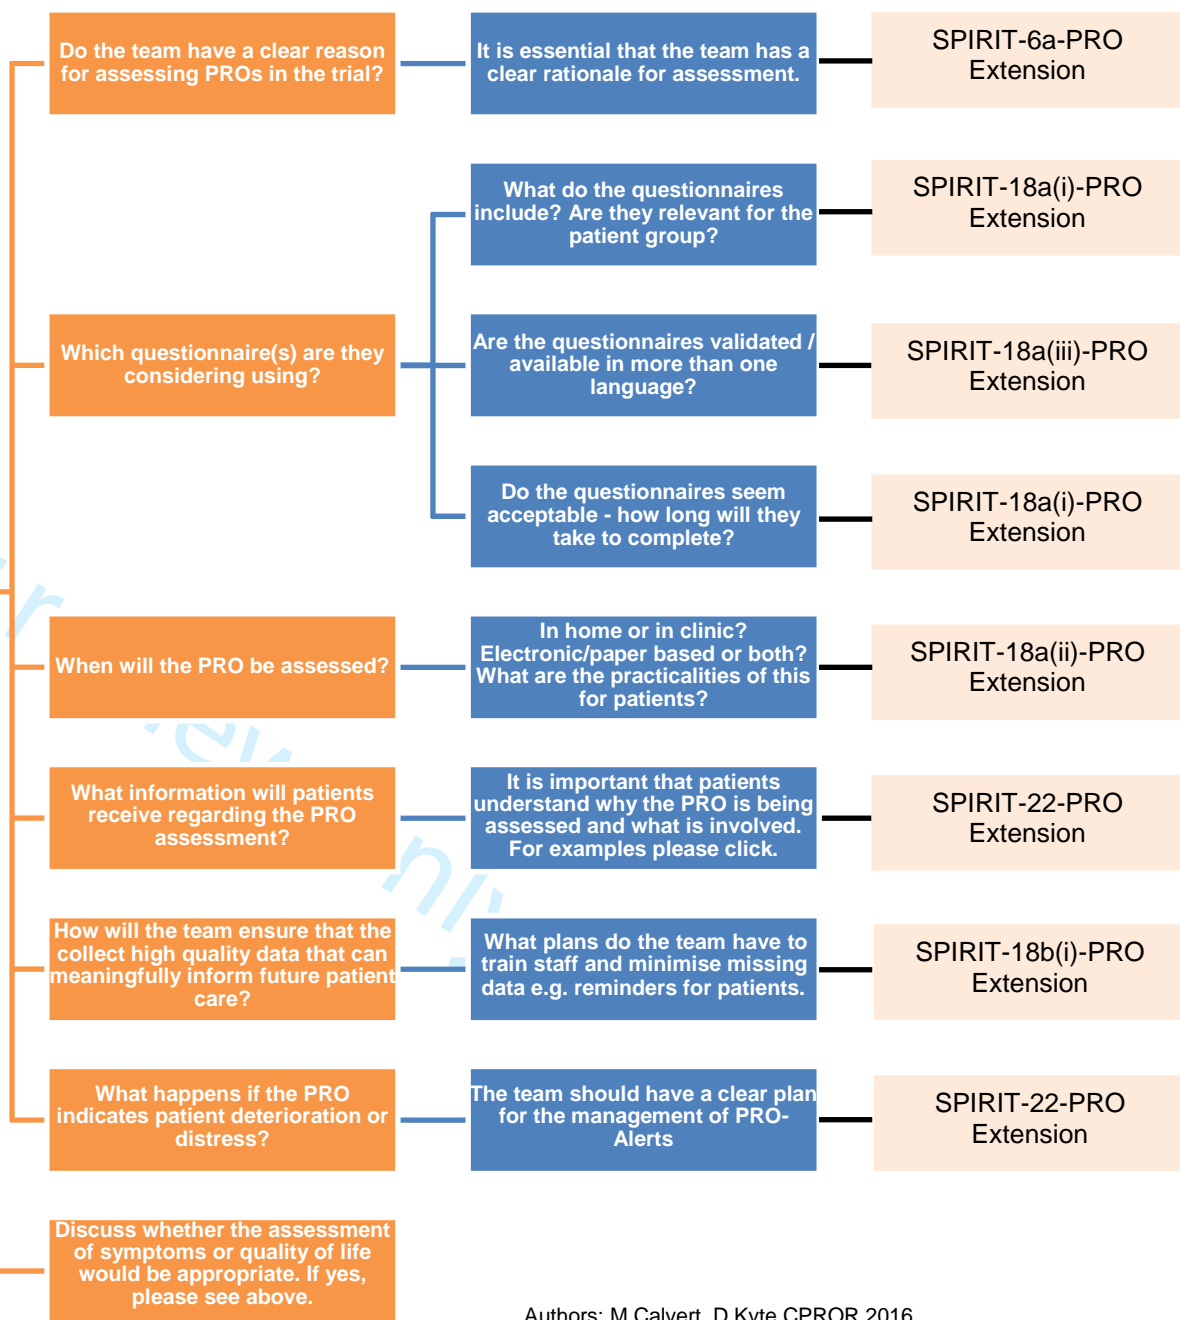 Do the team have a clear reason
for assessing PROs in the trial?
It is essential that the team has a
clear rationale for assessment.
SPIRIT-6a-PRO
Extension
What do the questionnaires
include? Are they relevant for the
patient group?
SPIRIT-18a(i)-PRO
Extension
Which questionnaire(s) are they
considering using?
Are the questionnaires validated /
available in more than one
language?
SPIRIT-18a(iii)-PRO
Extension
Do the questionnaires seem
acceptable - how long will they
take to complete?
SPIRIT-18a(i)-PRO
Extension
When will the PRO be assessed?
In home or in clinic?
Electronic/paper based or both?
What are the practicalities of this
for patients?
SPIRIT-18a(ii)-PRO
Extension
What information will patients
receive regarding the PRO
assessment?
It is important that patients
understand why the PRO is being
assessed and what is involved.
For examples please click.
SPIRIT-22-PRO
Extension
How will the team ensure that the
collect high quality data that can
meaningfully inform future patient
care?
What plans do the team have to
train staff and minimise missing
data e.g. reminders for patients.
SPIRIT-18b(i)-PRO
Extension
What happens if the PRO
indicates patient deterioration or
distress?
The team should have a clear plan
for the management of PRO-
Alerts
SPIRIT-22-PRO
Extension
Discuss whether the assessment
of symptoms or quality of life
would be appropriate. If yes,
please see above.
Authors: M Calvert, D Kyte CPROR 2016